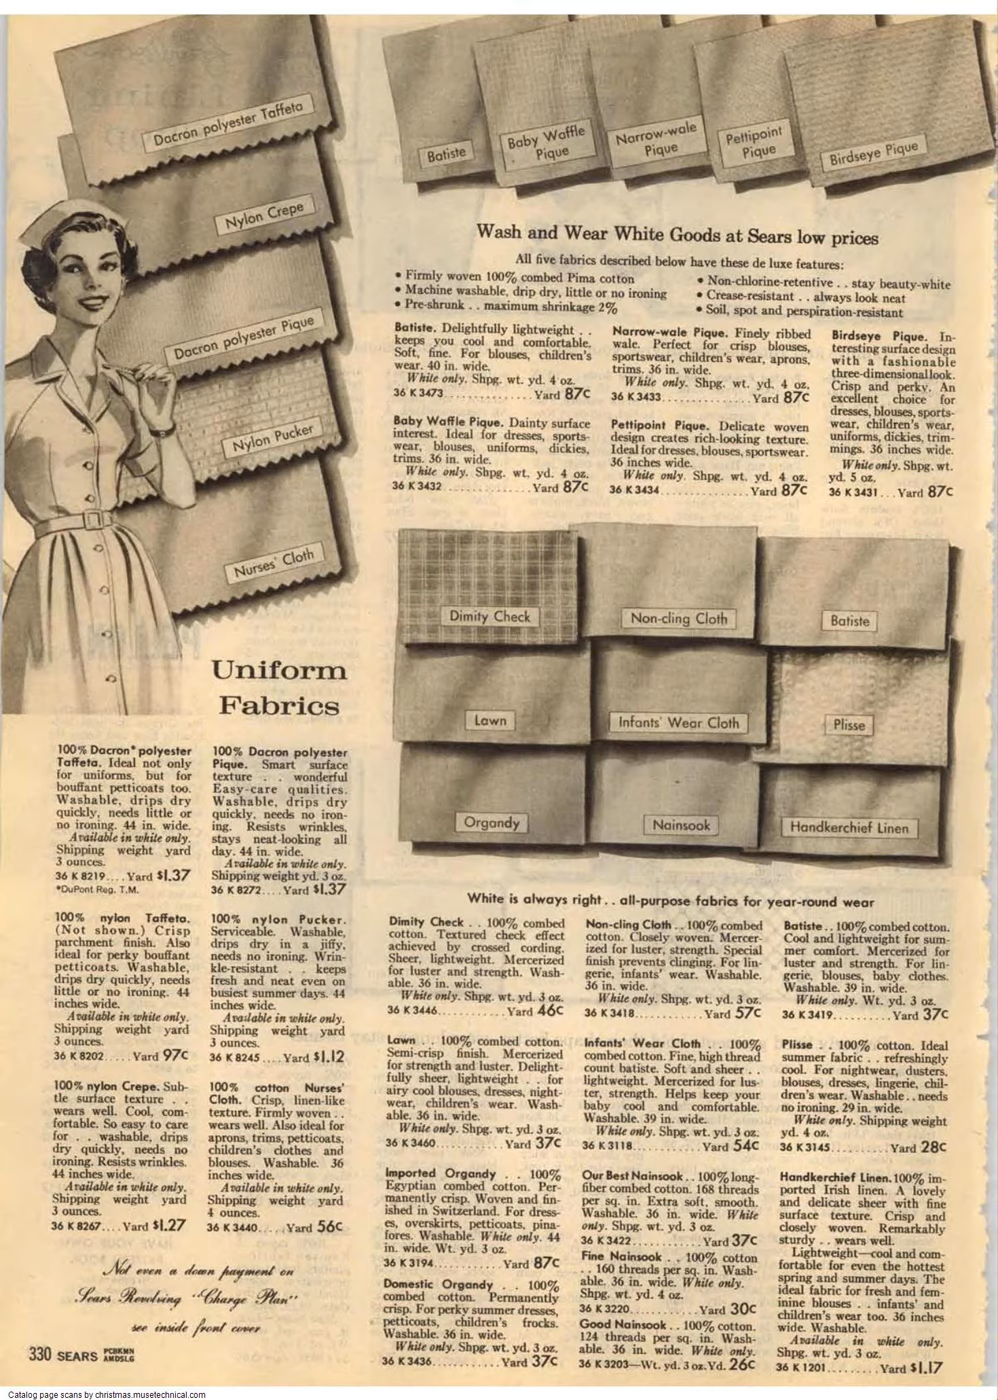 Dacron polyester Taffeta
Nylon Crepe
Dacron polyester Pique
Nylon Pucker
Nurses' Cloth
Batiste
Baby Waffle
Pique
Narrow-wale
Pique
Pettipoint
Pique
Birdseye Pique
Wash and Wear White Goods at Sears low prices
All five fabrics described below have these de luxe features:
• Firmly woven 100% combed Pima cotton
• Machine washable, drip dry, little or no ironing
• Pre-shrunk . . maximum shrinkage 2%
• Non-chlorine-retentive . . stay beauty-white
• Crease-resistant . . always look neat
• Soil, spot and perspiration-resistant
Batiste. Delightfully lightweight . .
keeps you cool and comfortable.
Soft, fine. For blouses, children's
wear. 40 in. wide.
White only. Shpg. wt. yd. 4 oz.
36 K 3473..............Yard 87C
Baby Waffle Pique. Dainty surface
interest. Ideal for dresses, sports-
wear, blouses, uniforms, dickies,
trims. 36 in. wide.
White only. Shpg. wt. yd. 4 oz.
36 K 3432..............Yard 87C
Narrow-wale Pique. Finely ribbed
wale. Perfect for crisp blouses,
sportswear, children's wear, aprons,
trims. 36 in. wide.
White only. Shpg. wt. yd. 4 oz.
36 K 3433..............Yard 87C
Pettipoint Pique. Delicate woven
design creates rich-looking texture.
Ideal for dresses, blouses, sportswear.
36 inches wide.
White only. Shpg. wt. yd. 4 oz.
36 K 3434..............Yard 87C
Birdseye Pique. In-
teresting surface design
with a fashionable
three-dimensional look.
Crisp and perky. An
excellent choice for
dresses, blouses, sports-
wear, children's wear,
uniforms, dickies, trim-
mings. 36 inches wide.
White only. Shpg. wt.
yd. 5 oz.
36 K 3431...Yard 87C
Dimity Check
Non-cling Cloth
Batiste
Lawn
Infants' Wear Cloth
Plisse
Organdy
Nainsook
Handkerchief Linen
Uniform
Fabrics
100% Dacron* polyester
Taffeta. Ideal not only
for uniforms, but for
bouffant petticoats too.
Washable, drips dry
quickly, needs little or
no ironing. 44 in. wide.
Available in white only.
Shipping weight yard
3 ounces.
36 K 8219....Yard $1.37
*DuPont Reg. T.M.
100% nylon Taffeta.
(Not shown.) Crisp
parchment finish. Also
ideal for perky bouffant
petticoats. Washable,
drips dry quickly, needs
little or no ironing. 44
inches wide.
Available in white only.
Shipping weight yard
3 ounces.
36 K 8202.....Yard 97C
100% nylon Crepe. Sub-
tle surface texture . .
wears well. Cool, com-
fortable. So easy to care
for . . washable, drips
dry quickly, needs no
ironing. Resists wrinkles.
44 inches wide.
Available in white only.
Shipping weight yard
3 ounces.
36 K 8267....Yard $1.27
100% Dacron polyester
Pique. Smart surface
texture . . wonderful
Easy-care qualities.
Washable, drips dry
quickly, needs no iron-
ing. Resists wrinkles,
stays neat-looking all
day. 44 in. wide.
Available in white only.
Shipping weight yd. 3 oz.
36 K 8272....Yard $1.37
100% nylon Pucker.
Serviceable. Washable,
drips dry in a jiffy,
needs no ironing. Wrin-
kle-resistant . . keeps
fresh and neat even on
busiest summer days. 44
inches wide.
Available in white only.
Shipping weight yard
3 ounces.
36 K 8245....Yard $1.12
100% cotton Nurses'
Cloth. Crisp, linen-like
texture. Firmly woven . .
wears well. Also ideal for
aprons, trims, petticoats,
children's clothes and
blouses. Washable. 36
inches wide.
Available in white only.
Shipping weight yard
4 ounces.
36 K 3440.....Yard 56C
Not even a down payment on
Sears Revolving "Charge Plan"
see inside front cover
White is always right . . all-purpose fabrics for year-round wear
Dimity Check . . 100% combed
cotton. Textured check effect
achieved by crossed cording.
Sheer, lightweight. Mercerized
for luster and strength. Wash-
able. 36 in. wide.
White only. Shpg. wt. yd. 3 oz.
36 K 3446...........Yard 46C
Lawn . . 100% combed cotton.
Semi-crisp finish. Mercerized
for strength and luster. Delight-
fully sheer, lightweight . . for
airy cool blouses, dresses, night-
wear, children's wear. Wash-
able. 36 in. wide.
White only. Shpg. wt. yd. 3 oz.
36 K 3460...........Yard 37C
Imported Organdy . . 100%
Egyptian combed cotton. Per-
manently crisp. Woven and fin-
ished in Switzerland. For dress-
es, overskirts, petticoats, pina-
fores. Washable. White only. 44
in. wide. Wt. yd. 3 oz.
36 K 3194...........Yard 87C
Domestic Organdy . . 100%
combed cotton. Permanently
crisp. For perky summer dresses,
petticoats, children's frocks.
Washable. 36 in. wide.
White only. Shpg. wt. yd. 3 oz.
36 K 3436...........Yard 37C
Non-cling Cloth . . 100% combed
cotton. Closely woven. Mercer-
ized for luster, strength. Special
finish prevents clinging. For lin-
gerie, infants' wear. Washable.
36 in. wide.
White only. Shpg. wt. yd. 3 oz.
36 K 3418...........Yard 57C
Infants' Wear Cloth . . 100%
combed cotton. Fine, high thread
count batiste. Soft and sheer . .
lightweight. Mercerized for lus-
ter, strength. Helps keep your
baby cool and comfortable.
Washable. 39 in. wide.
White only. Shpg. wt. yd. 3 oz.
36 K 3118...........Yard 54C
Our Best Nainsook . . 100% long-
fiber combed cotton. 168 threads
per sq. in. Extra soft, smooth.
Washable. 36 in. wide. White
only. Shpg. wt. yd. 3 oz.
36 K 3422...........Yard 37C
Fine Nainsook . . 100% cotton
. . 160 threads per sq. in. Wash-
able. 36 in. wide. White only.
Shpg. wt. yd. 4 oz.
36 K 3220...........Yard 30C
Good Nainsook . . 100% cotton.
124 threads per sq. in. Wash-
able. 36 in. wide. White only.
36 K 3203—Wt. yd. 3 oz. Yd. 26C
Batiste . . 100% combed cotton.
Cool and lightweight for sum-
mer comfort. Mercerized for
luster and strength. For lin-
gerie, blouses, baby clothes.
Washable. 39 in. wide.
White only. Wt. yd. 3 oz.
36 K 3419.........Yard 37C
Plisse . . 100% cotton. Ideal
summer fabric . . refreshingly
cool. For nightwear, dusters,
blouses, dresses, lingerie, chil-
dren's wear. Washable . . needs
no ironing. 29 in. wide.
White only. Shipping weight
yd. 4 oz.
36 K 3145.........Yard 28C
Handkerchief Linen. 100% im-
ported Irish linen. A lovely
and delicate sheer with fine
surface texture. Crisp and
closely woven. Remarkably
sturdy . . wears well.
Lightweight—cool and com-
fortable for even the hottest
spring and summer days. The
ideal fabric for fresh and fem-
inine blouses . . infants' and
children's wear too. 36 inches
wide. Washable.
Available in white only.
Shpg. wt. yd. 3 oz.
36 K 1201.........Yard $1.17
330 SEARS PCBKMN
AMDSLG
Catalog page scans by christmas.musetechnical.com